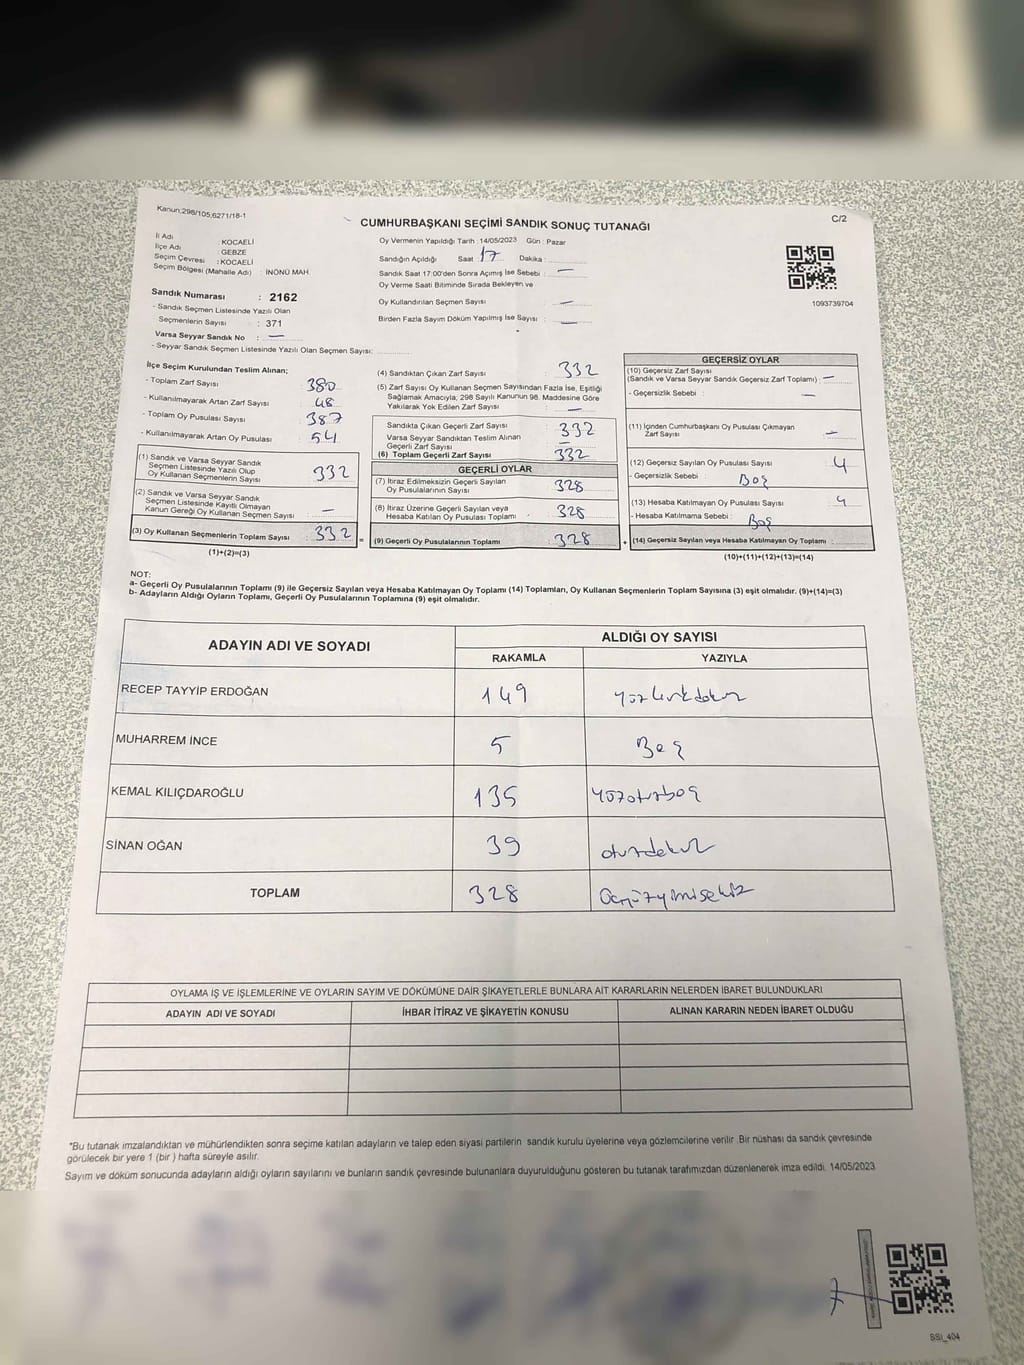 Kanun;298/105,6271/18-1
C/2
CUMHURBAŞKANI SEÇİMİ SANDIK SONUÇ TUTANAĞI
İl Adı : KOCAELİ
İlçe Adı : GEBZE
Seçim Çevresi : KOCAELİ
Seçim Bölgesi (Mahalle Adı) : İNÖNÜ MAH.
Sandık Numarası : 2162
- Sandık Seçmen Listesinde Yazılı Olan
Seçmenlerin Sayısı : 371
Varsa Seyyar Sandık No : —
- Seyyar Sandık Seçmen Listesinde Yazılı Olan Seçmen Sayısı:
Oy Vermenin Yapıldığı Tarih :14/05/2023 Gün : Pazar
Sandığın Açıldığı Saat 17 Dakika :
Sandık Saat 17:00'den Sonra Açımış İse Sebebi : —
Oy Verme Saati Bitiminde Sırada Bekleyen ve
Oy Kullandırılan Seçmen Sayısı : —
Birden Fazla Sayım Döküm Yapılmış İse Sayısı : —
1093739704
İlçe Seçim Kurulundan Teslim Alınan;
- Toplam Zarf Sayısı : 380
- Kullanılmayarak Artan Zarf Sayısı : 48
- Toplam Oy Pusulası Sayısı : 387
- Kullanılmayarak Artan Oy Pusulası : 54
(1) Sandık ve Varsa Seyyar Sandık
Seçmen Listesinde Yazılı Olup
Oy Kullanan Seçmenlerin Sayısı : 332
(2) Sandık ve Varsa Seyyar Sandık
Seçmen Listesinde Kayıtlı Olmayan
Kanun Gereği Oy Kullanan Seçmen Sayısı : —
(3) Oy Kullanan Seçmenlerin Toplam Sayısı : 332
(1)+(2)=(3)
(4) Sandıktan Çıkan Zarf Sayısı : 332
(5) Zarf Sayısı Oy Kullanan Seçmen Sayısından Fazla İse, Eşitliği
Sağlamak Amacıyla, 298 Sayılı Kanunun 98. Maddesine Göre
Yakılarak Yok Edilen Zarf Sayısı : —
Sandıkta Çıkan Geçerli Zarf Sayısı : 332
Varsa Seyyar Sandıktan Teslim Alınan
Geçerli Zarf Sayısı : —
(6) Toplam Geçerli Zarf Sayısı : 332
GEÇERLİ OYLAR
(7) İtiraz Edilmeksizin Geçerli Sayılan
Oy Pusulalarının Sayısı : 328
(8) İtiraz Üzerine Geçerli Sayılan veya
Hesaba Katılan Oy Pusulası Toplamı : 328
= (9) Geçerli Oy Pusulalarının Toplamı : 328
GEÇERSİZ OYLAR
(10) Geçersiz Zarf Sayısı
(Sandık ve Varsa Seyyar Sandık Geçersiz Zarf Toplamı) : —
- Geçersizlik Sebebi : —
(11) İçinden Cumhurbaşkanı Oy Pusulası Çıkmayan
Zarf Sayısı : —
(12) Geçersiz Sayılan Oy Pusulası Sayısı : 4
- Geçersizlik Sebebi : Boş
(13) Hesaba Katılmayan Oy Pusulası Sayısı : 4
- Hesaba Katılmama Sebebi : Boş
+ (14) Geçersiz Sayılan veya Hesaba Katılmayan Oy Toplamı :
(10)+(11)+(12)+(13)=(14)
NOT:
a- Geçerli Oy Pusulalarının Toplamı (9) ile Geçersiz Sayılan veya Hesaba Katılmayan Oy Toplamı (14) Toplamları, Oy Kullanan Seçmenlerin Toplam Sayısına (3) eşit olmalıdır. (9)+(14)=(3)
b- Adayların Aldığı Oyların Toplamı, Geçerli Oy Pusulalarının Toplamına (9) eşit olmalıdır.
ADAYIN ADI VE SOYADI ALDIĞI OY SAYISI
RAKAMLA YAZIYLA
RECEP TAYYİP ERDOĞAN 149 yüzkırkdokuz
MUHARREM İNCE 5 Beş
KEMAL KILIÇDAROĞLU 135 yüzotuzbeş
SİNAN OĞAN 39 otuzdokuz
TOPLAM 328 üçyüzyirmisekiz
OYLAMA İŞ VE İŞLEMLERİNE VE OYLARIN SAYIM VE DÖKÜMÜNE DAİR ŞİKAYETLERLE BUNLARA AİT KARARLARIN NELERDEN İBARET BULUNDUKLARI
ADAYIN ADI VE SOYADI İHBAR İTİRAZ VE ŞİKAYETİN KONUSU ALINAN KARARIN NEDEN İBARET OLDUĞU
*Bu tutanak imzalandıktan ve mühürlendikten sonra seçime katılan adayların ve talep eden siyasi partilerin sandık kurulu üyelerine veya gözlemcilerine verilir. Bir nüshası da sandık çevresinde
görülecek bir yere 1 (bir ) hafta süreyle asılır.
Sayım ve döküm sonucunda adayların aldığı oyların sayılarını ve bunların sandık çevresinde bulunanlara duyurulduğunu gösteren bu tutanak tarafımızdan düzenlenerek imza edildi. 14/05/2023
SSI_404